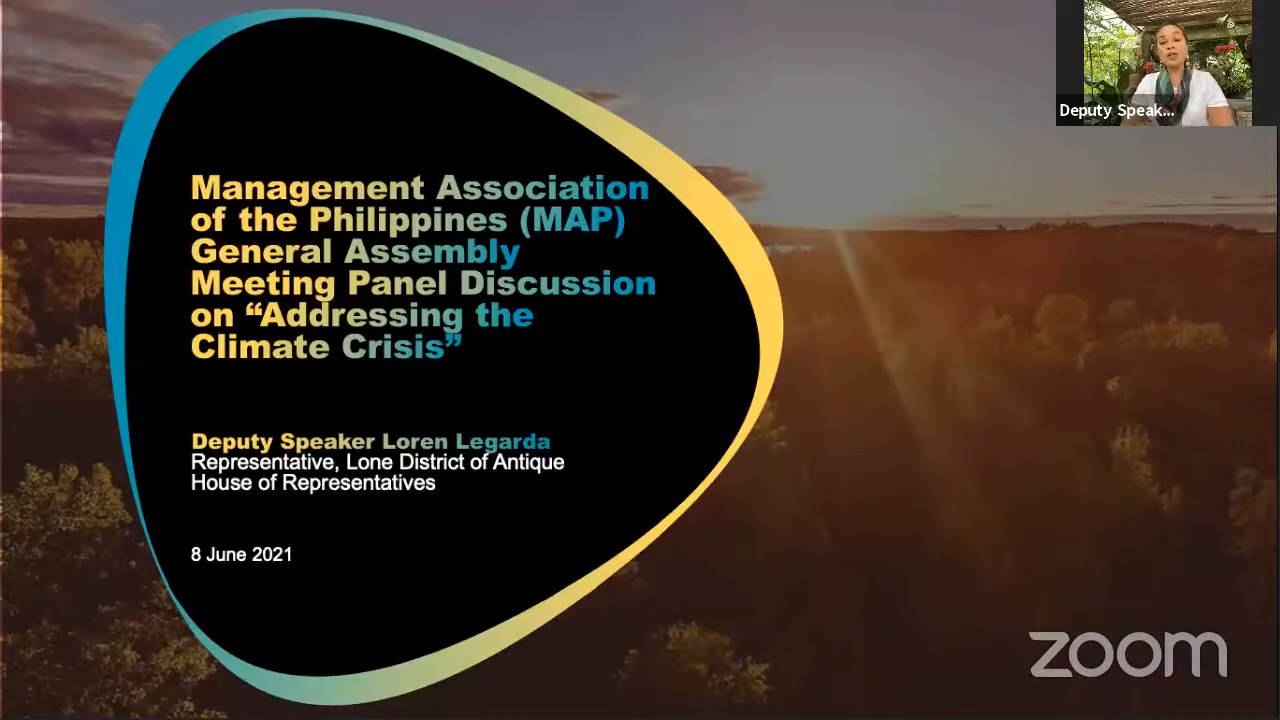 Deputy Speak...
Management Association
of the Philippines (MAP)
General Assembly
Meeting Panel Discussion
on “Addressing the
Climate Crisis”
Deputy Speaker Loren Legarda
Representative, Lone District of Antique
House of Representatives
8 June 2021
zoom